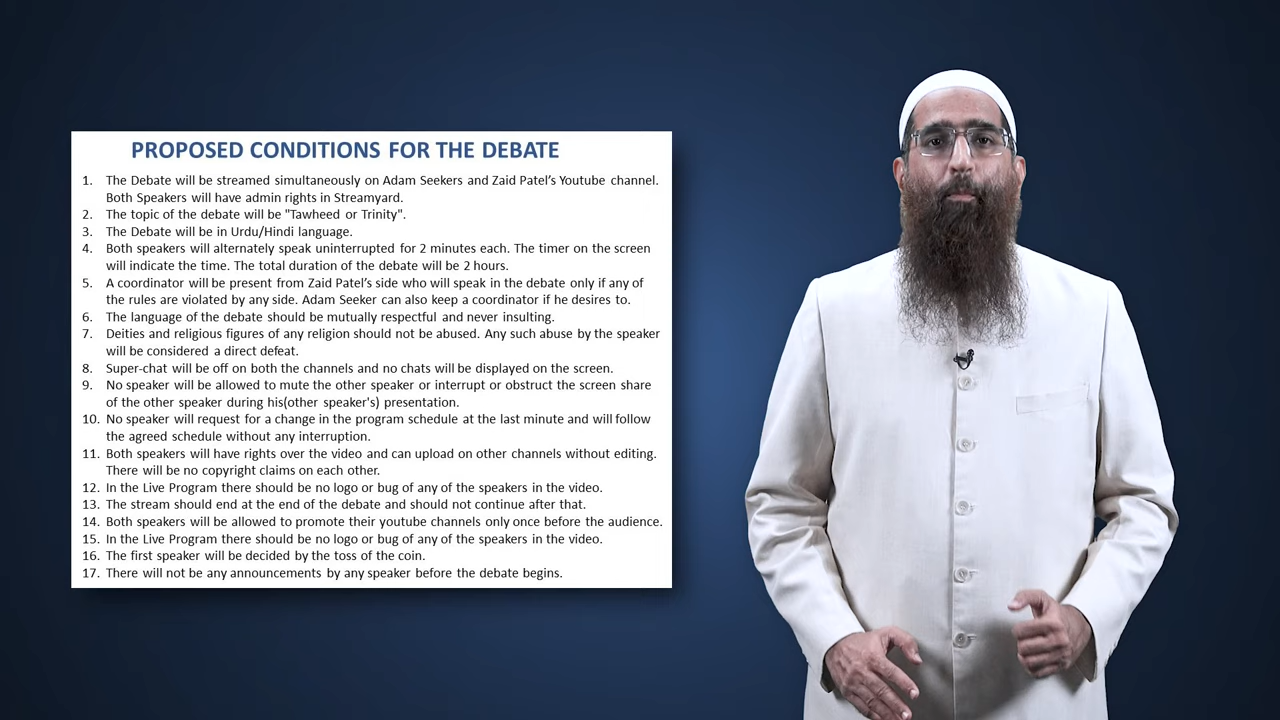 PROPOSED CONDITIONS FOR THE DEBATE
1. The Debate will be streamed simultaneously on Adam Seekers and Zaid Patel's Youtube channel.
Both Speakers will have admin rights in Streamyard.
2. The topic of the debate will be "Tawheed or Trinity".
3. The Debate will be in Urdu/Hindi language.
4. Both speakers will alternately speak uninterrupted for 2 minutes each. The timer on the screen
will indicate the time. The total duration of the debate will be 2 hours.
5. A coordinator will be present from Zaid Patel's side who will speak in the debate only if any of
the rules are violated by any side. Adam Seeker can also keep a coordinator if he desires to.
6. The language of the debate should be mutually respectful and never insulting.
7. Deities and religious figures of any religion should not be abused. Any such abuse by the speaker
will be considered a direct defeat.
8. Super-chat will be off on both the channels and no chats will be displayed on the screen.
9. No speaker will be allowed to mute the other speaker or interrupt or obstruct the screen share
of the other speaker during his(other speaker's) presentation.
10. No speaker will request for a change in the program schedule at the last minute and will follow
the agreed schedule without any interruption.
11. Both speakers will have rights over the video and can upload on other channels without editing.
There will be no copyright claims on each other.
12. In the Live Program there should be no logo or bug of any of the speakers in the video.
13. The stream should end at the end of the debate and should not continue after that.
14. Both speakers will be allowed to promote their youtube channels only once before the audience.
15. In the Live Program there should be no logo or bug of any of the speakers in the video.
16. The first speaker will be decided by the toss of the coin.
17. There will not be any announcements by any speaker before the debate begins.